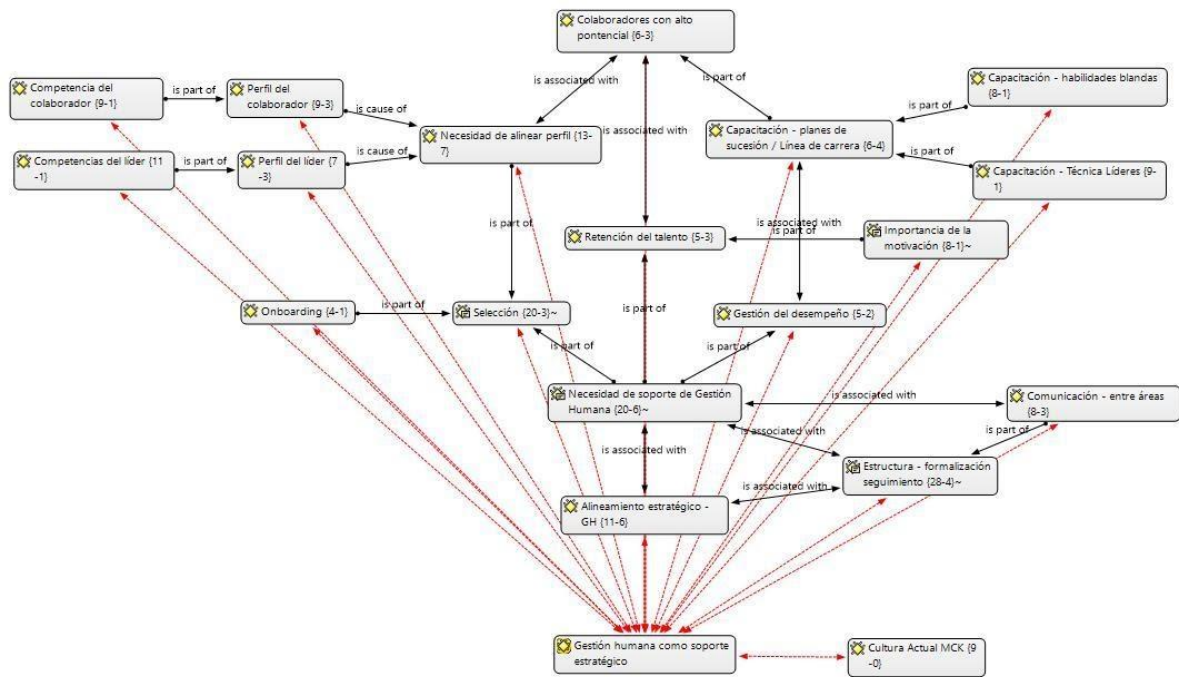 Colaboradores con alto
pontencial {6-3}
is associated with
is part of
Competencia del
colaborador {9-1}
is part of
Perfil del
colaborador {9-3}
is cause of
Capacitación - habilidades blandas
{8-1}
is part of
Necesidad de alinear perfil {13-
7}
is associated with
Capacitación - planes de
sucesión / Línea de carrera {6-4}
Competencias del líder {11
-1}
is part of
Perfil del líder {7
-3}
is cause of
is part of
Capacitación - Técnica Líderes {9-
1}
is part of
is associated with
is part of
Retención del talento {5-3}
Importancia de la
motivación {8-1}~
Onboarding {4-1}
is part of
Selección {20-3}~
is part of
Gestión del desempeño {5-2}
is part of
is part of
Necesidad de soporte de Gestión
Humana {20-6}~
is associated with
Comunicación - entre áreas
{8-3}
is associated with
is part of
is associated with
Estructura - formalización
seguimiento {28-4}~
is associated with
Alineamiento estratégico -
GH {11-6}
Gestión humana como soporte
estratégico
Cultura Actual MCK {9
-0}